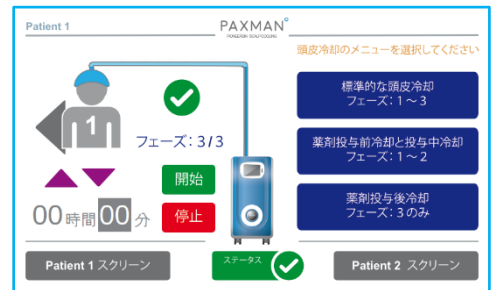 Patient 1
PAXMAN
PIONEERING SCALP COOLING
頭皮冷却のメニューを選択してください
1
フェーズ: 3/3
開始
00 時間 00 分
停止
標準的な頭皮冷却
フェーズ: 1～3
薬剤投与前冷却と投与中冷却
フェーズ: 1～2
薬剤投与後冷却
フェーズ: 3 のみ
Patient 1 スクリーン
ステータス
Patient 2 スクリーン